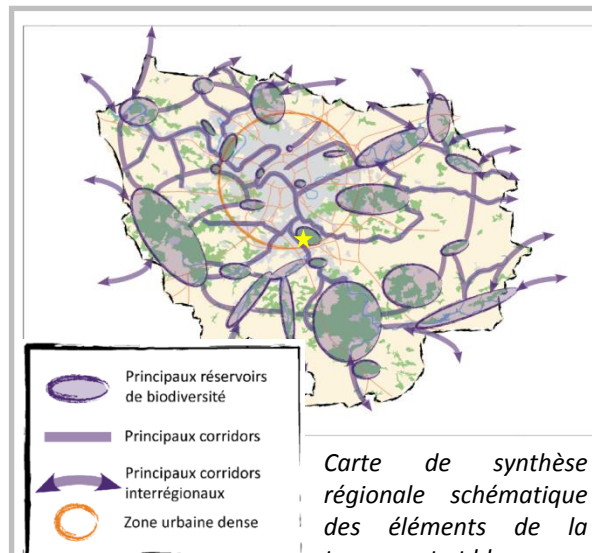 Principaux réservoirs
de biodiversité
Principaux corridors
Principaux corridors
interrégionaux
Zone urbaine dense
Carte de synthèse
régionale schématique
des éléments de la